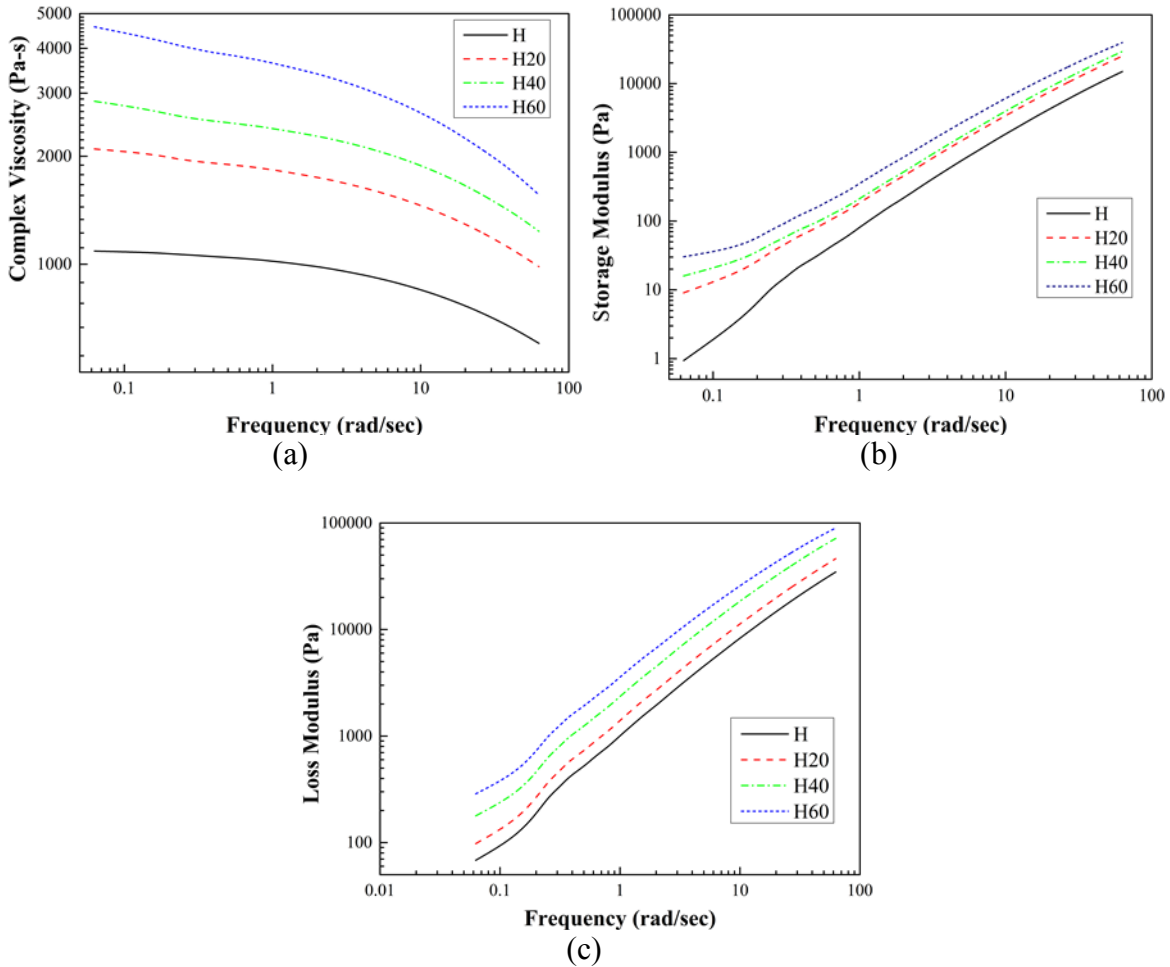 5000
4000
3000
2000
1000
Complex Viscosity (Pa-s)
H
H20
H40
H60
0.1
1
10
100
Frequency (rad/sec)
(a)
100000
10000
1000
100
10
1
Storage Modulus (Pa)
H
H20
H40
H60
0.1
1
10
100
Frequency (rad/sec)
(b)
100000
10000
1000
100
Loss Modulus (Pa)
H
H20
H40
H60
0.01
0.1
1
10
100
Frequency (rad/sec)
(c)